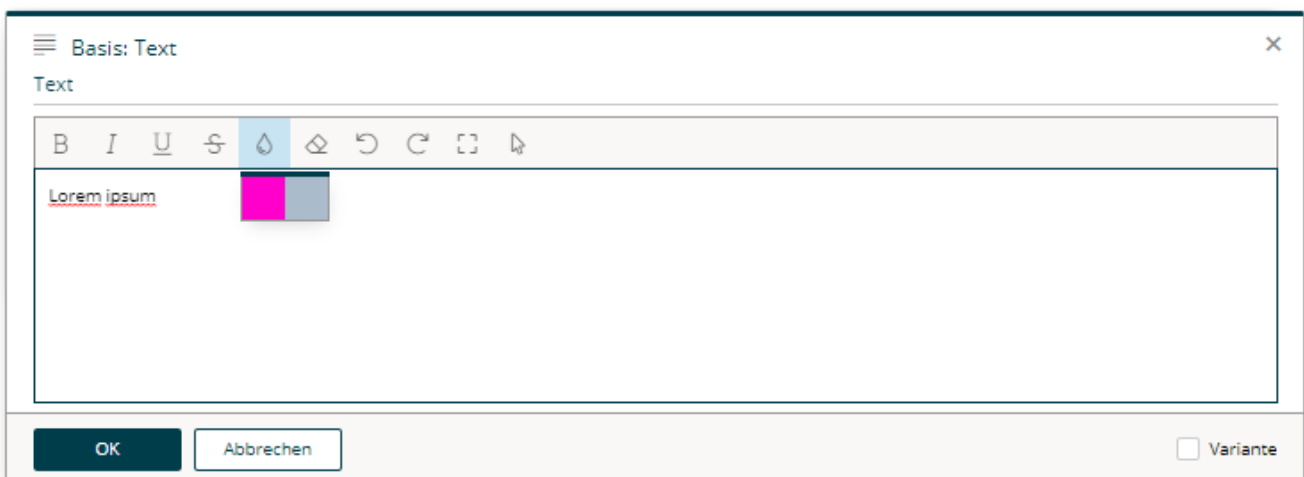 Basis: Text
Text
B I U S
Lorem ipsum
OK Abbrechen Variante